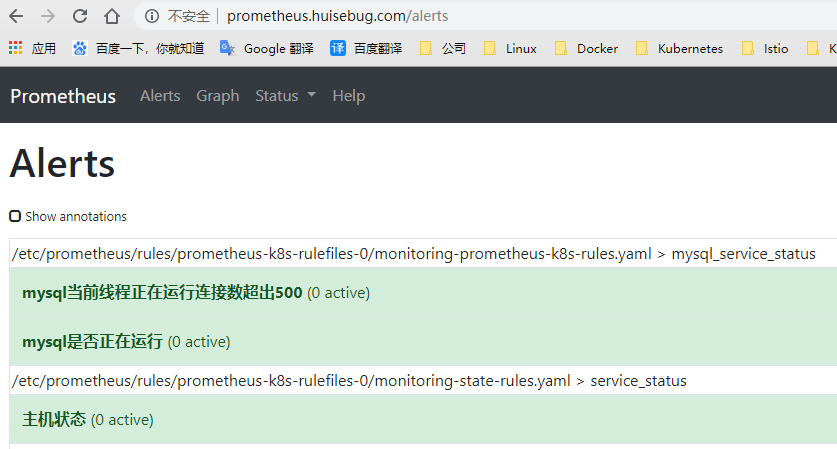 不安全 prometheus.huisebug.com/alerts
应用 百度一下，你就知道 Google 翻译 译 百度翻译 公司 Linux Docker Kubernetes Istio K
Prometheus Alerts Graph Status Help
Alerts
Show annotations
/etc/prometheus/rules/prometheus-k8s-rulefiles-0/monitoring-prometheus-k8s-rules.yaml > mysql_service_status
mysql当前线程正在运行连接数超出500 (0 active)
mysql是否正在运行 (0 active)
/etc/prometheus/rules/prometheus-k8s-rulefiles-0/monitoring-state-rules.yaml > service_status
主机状态 (0 active)